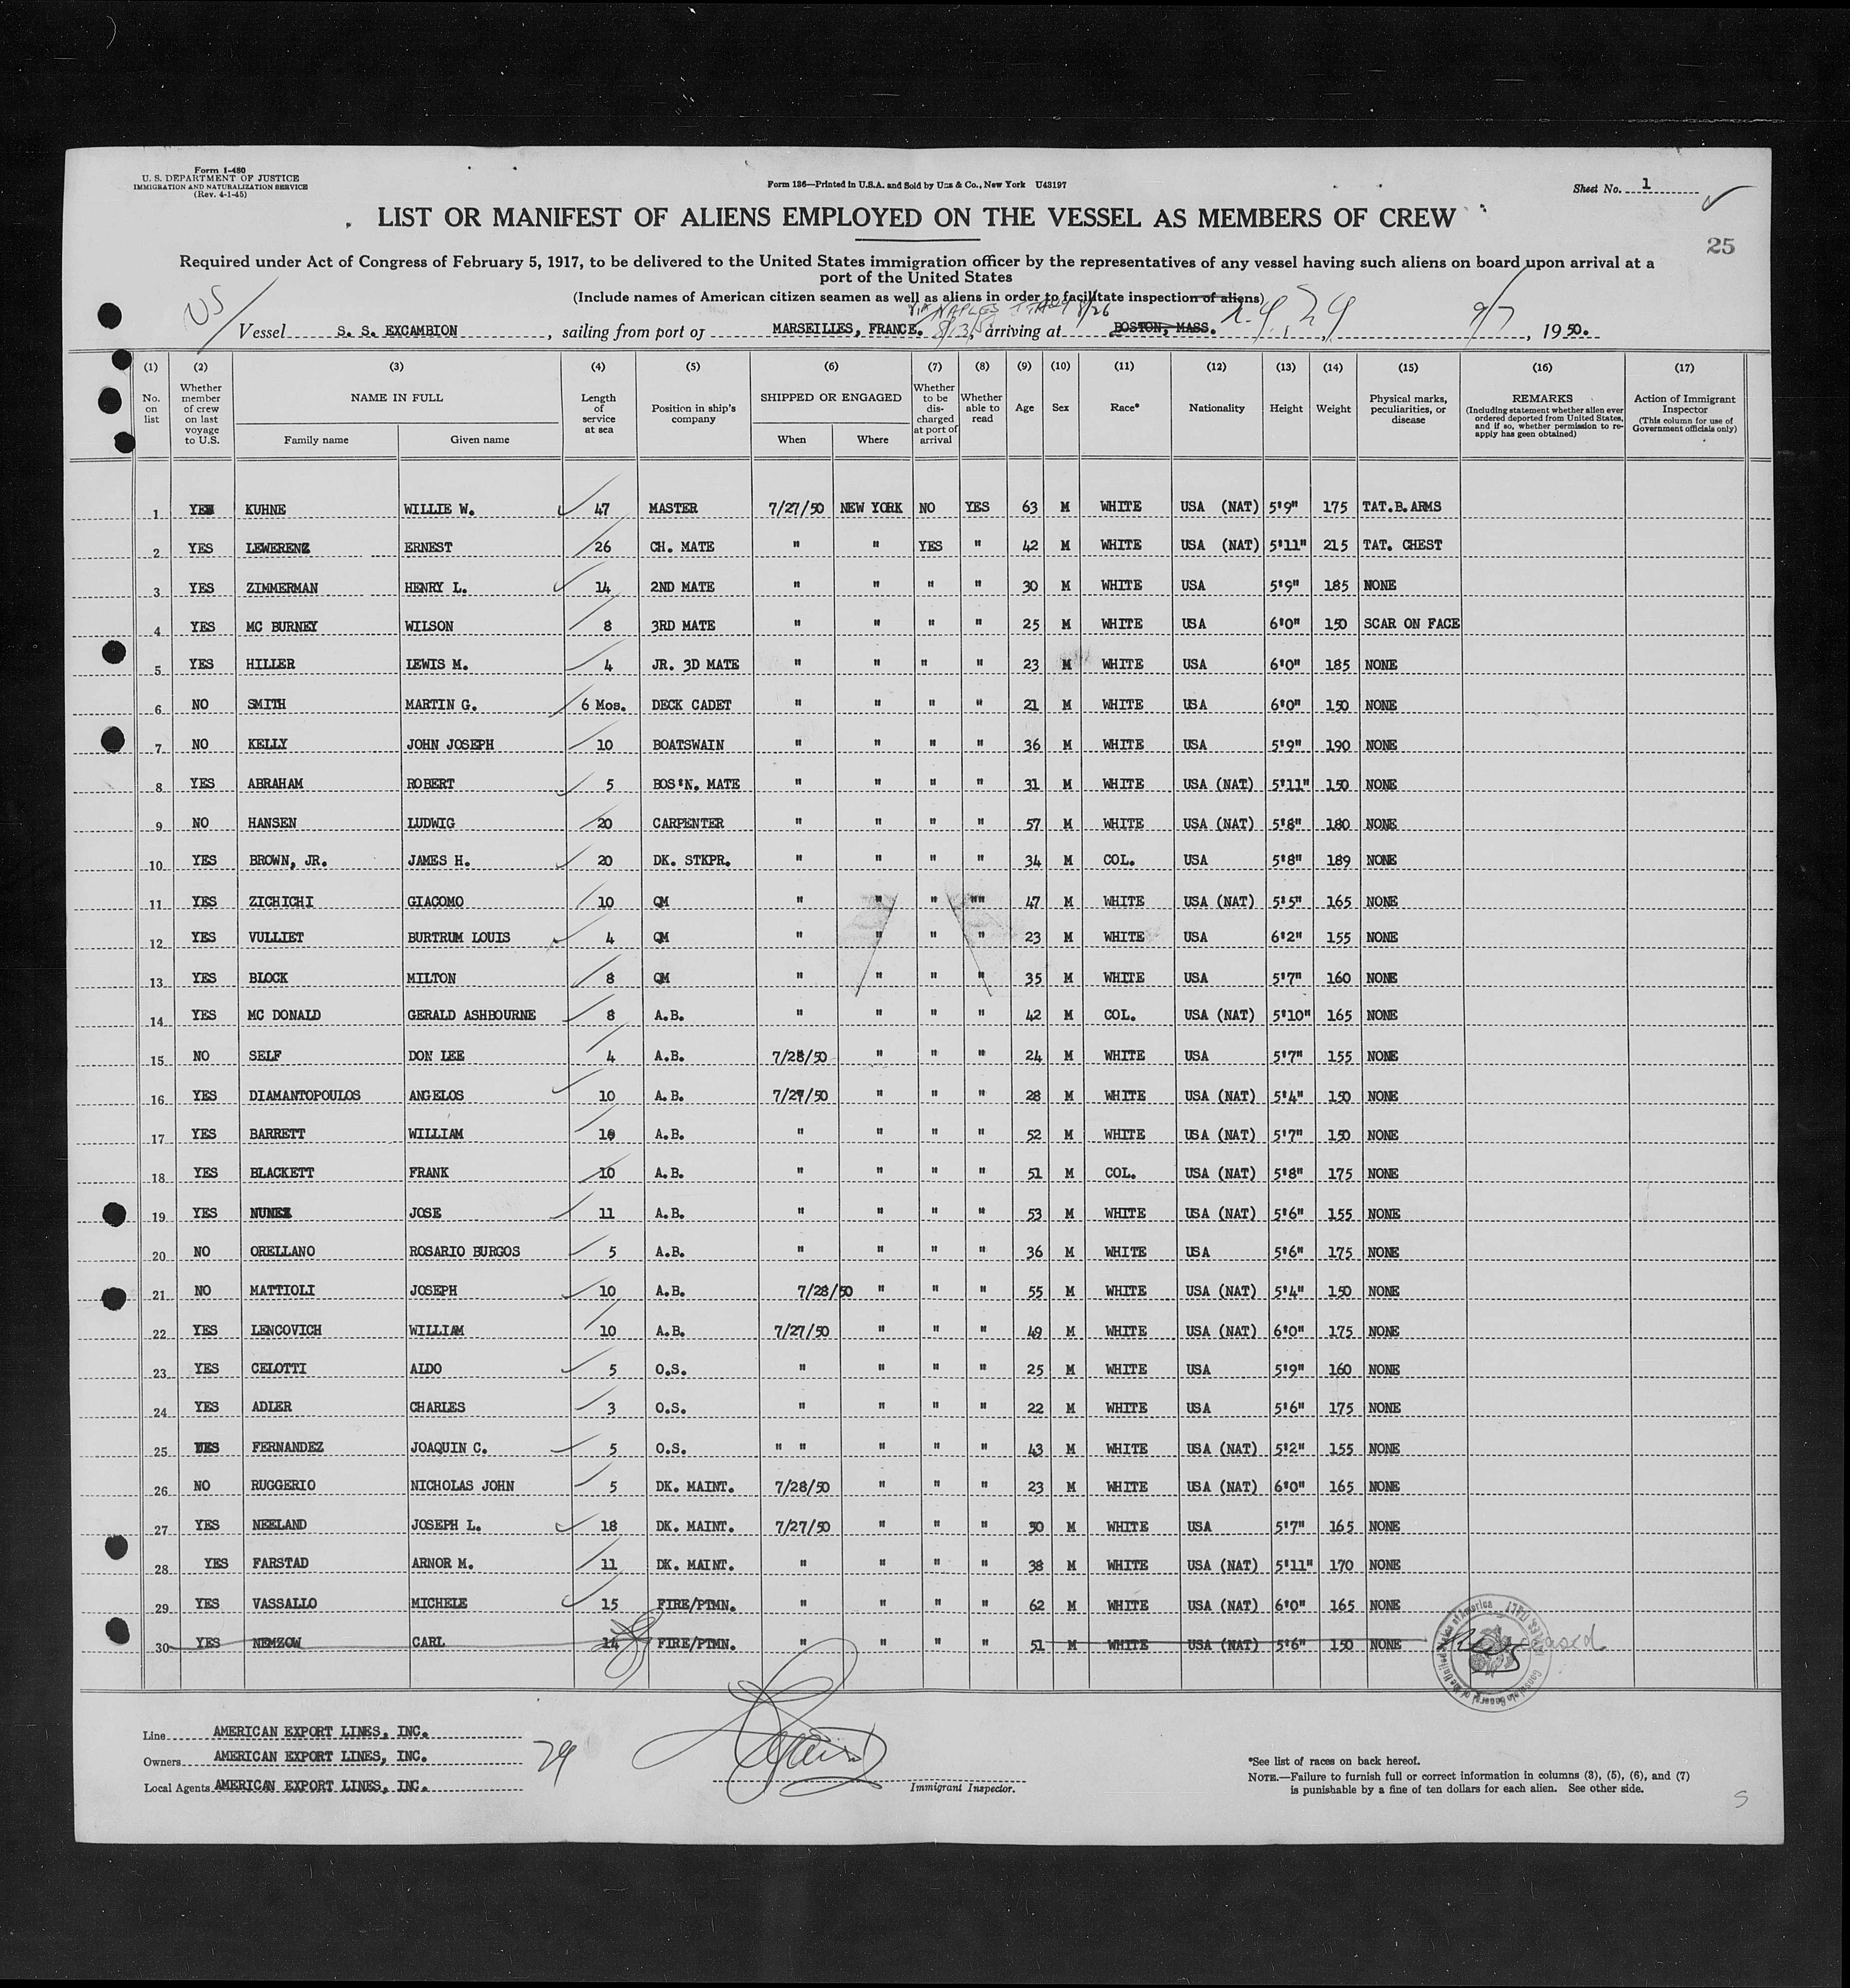 Form I-480
U. S. DEPARTMENT OF JUSTICE
IMMIGRATION AND NATURALIZATION SERVICE
(Rev. 4-1-45)
Form 136—Printed in U.S.A. and Sold by Unz & Co., New York U43197
Sheet No. 1
LIST OR MANIFEST OF ALIENS EMPLOYED ON THE VESSEL AS MEMBERS OF CREW
25
Required under Act of Congress of February 5, 1917, to be delivered to the United States immigration officer by the representatives of any vessel having such aliens on board upon arrival at a
port of the United States
(Include names of American citizen seamen as well as aliens in order to facilitate inspection of aliens)
US
VIA NAPLES ITALY 8/26
Vessel S. S. EXCAMBION, sailing from port of MARSEILLES, FRANCE. arriving at BOSTON, MASS. 9/7, 1950.
(1) (2) (3) (4) (5) (6) (7) (8) (9) (10) (11) (12) (13) (14) (15) (16) (17)
No. on list
Whether member of crew on last voyage to U.S.
NAME IN FULL
Family name
Given name
Length of service at sea
Position in ship's company
SHIPPED OR ENGAGED
When
Where
Whether to be discharged at port of arrival
Whether able to read
Age
Sex
Race*
Nationality
Height
Weight
Physical marks, peculiarities, or disease
REMARKS
(Including statement whether alien ever ordered deported from United States, and if so, whether permission to re-apply has geen obtained)
Action of Immigrant Inspector
(This column for use of Government officials only)
1 YES KUHNE WILLIE W. 47 MASTER 7/27/50 NEW YORK NO YES 63 M WHITE USA (NAT) 5'9" 175 TAT.B.ARMS
2 YES LEWERENZ ERNEST 26 CH. MATE " " YES " 42 M WHITE USA (NAT) 5'11" 215 TAT. CHEST
3 YES ZIMMERMAN HENRY L. 14 2ND MATE " " " " 30 M WHITE USA 5'9" 185 NONE
4 YES MC BURNEY WILSON 8 3RD MATE " " " " 25 M WHITE USA 6'0" 150 SCAR ON FACE
5 YES HILLER LEWIS M. 4 JR. 3D MATE " " " " 23 M WHITE USA 6'0" 185 NONE
6 NO SMITH MARTIN G. 6 Mos. DECK CADET " " " " 21 M WHITE USA 6'0" 150 NONE
7 NO KELLY JOHN JOSEPH 10 BOATSWAIN " " " " 36 M WHITE USA 5'9" 190 NONE
8 YES ABRAHAM ROBERT 5 BOS'N. MATE " " " " 31 M WHITE USA (NAT) 5'11" 150 NONE
9 NO HANSEN LUDWIG 20 CARPENTER " " " " 57 M WHITE USA (NAT) 5'8" 180 NONE
10 YES BROWN, JR. JAMES H. 20 DK. STKPR. " " " " 34 M COL. USA 5'8" 189 NONE
11 YES ZICHICHI GIACOMO 10 QM " " " "" 47 M WHITE USA (NAT) 5'5" 165 NONE
12 YES VULLIET BURTRUM LOUIS 4 QM " " " " 23 M WHITE USA 6'2" 155 NONE
13 YES BLOCK MILTON 8 QM " " " " 35 M WHITE USA 5'7" 160 NONE
14 YES MC DONALD GERALD ASHBOURNE 8 A.B. " " " " 42 M COL. USA (NAT) 5'10" 165 NONE
15 NO SELF DON LEE 4 A.B. 7/28/50 " " " 24 M WHITE USA 5'7" 155 NONE
16 YES DIAMANTOPOULOS ANGELOS 10 A.B. 7/27/50 " " " 28 M WHITE USA (NAT) 5'4" 150 NONE
17 YES BARRETT WILLIAM 10 A.B. " " " " 52 M WHITE USA (NAT) 5'7" 150 NONE
18 YES BLACKETT FRANK 10 A.B. " " " " 51 M COL. USA (NAT) 5'8" 175 NONE
19 YES NUNEZ JOSE 11 A.B. " " " " 53 M WHITE USA (NAT) 5'6" 155 NONE
20 NO ORELLANO ROSARIO BURGOS 5 A.B. " " " " 36 M WHITE USA 5'6" 175 NONE
21 NO MATTIOLI JOSEPH 10 A.B. 7/28/50 " " " 55 M WHITE USA (NAT) 5'4" 150 NONE
22 YES LENCOVICH WILLIAM 10 A.B. 7/27/50 " " " 49 M WHITE USA (NAT) 6'0" 175 NONE
23 YES CELOTTI ALDO 5 O.S. " " " " 25 M WHITE USA 5'9" 160 NONE
24 YES ADLER CHARLES 3 O.S. " " " " 22 M WHITE USA 5'6" 175 NONE
25 YES FERNANDEZ JOAQUIN C. 5 O.S. " " " " " 43 M WHITE USA (NAT) 5'2" 155 NONE
26 NO RUGGERIO NICHOLAS JOHN 5 DK. MAINT. 7/28/50 " " " 23 M WHITE USA (NAT) 6'0" 165 NONE
27 YES NEELAND JOSEPH L. 18 DK. MAINT. 7/27/50 " " " 50 M WHITE USA 5'7" 165 NONE
28 YES FARSTAD ARNOR M. 11 DK. MAINT. " " " " 38 M WHITE USA (NAT) 5'11" 170 NONE
29 YES VASSALLO MICHELE 15 FIRE/PTMN. " " " " 62 M WHITE USA (NAT) 6'0" 165 NONE
30 YES NEMZOW CARL 14 FIRE/PTMN. " " " " 51 M WHITE USA (NAT) 5'6" 150 NONE
Line AMERICAN EXPORT LINES, INC.
Owners AMERICAN EXPORT LINES, INC.
Local Agents AMERICAN EXPORT LINES, INC.
29
Immigrant Inspector.
*See list of races on back hereof.
NOTE.—Failure to furnish full or correct information in columns (3), (5), (6), and (7)
is punishable by a fine of ten dollars for each alien. See other side.